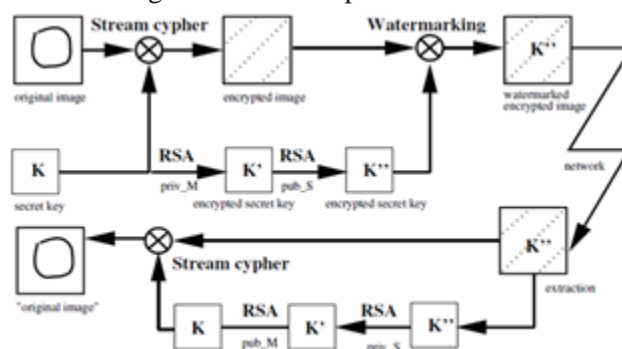 Stream cypher
Watermarking
K''
original image
encrypted image
watermarked
encrypted image
RSA
RSA
K
K'
K''
network
priv_M
pub_S
secret key
encrypted secret key
encrypted secret key
K''
Stream cypher
"original image"
extraction
RSA
RSA
K
K'
K''
pub_M
priv_S